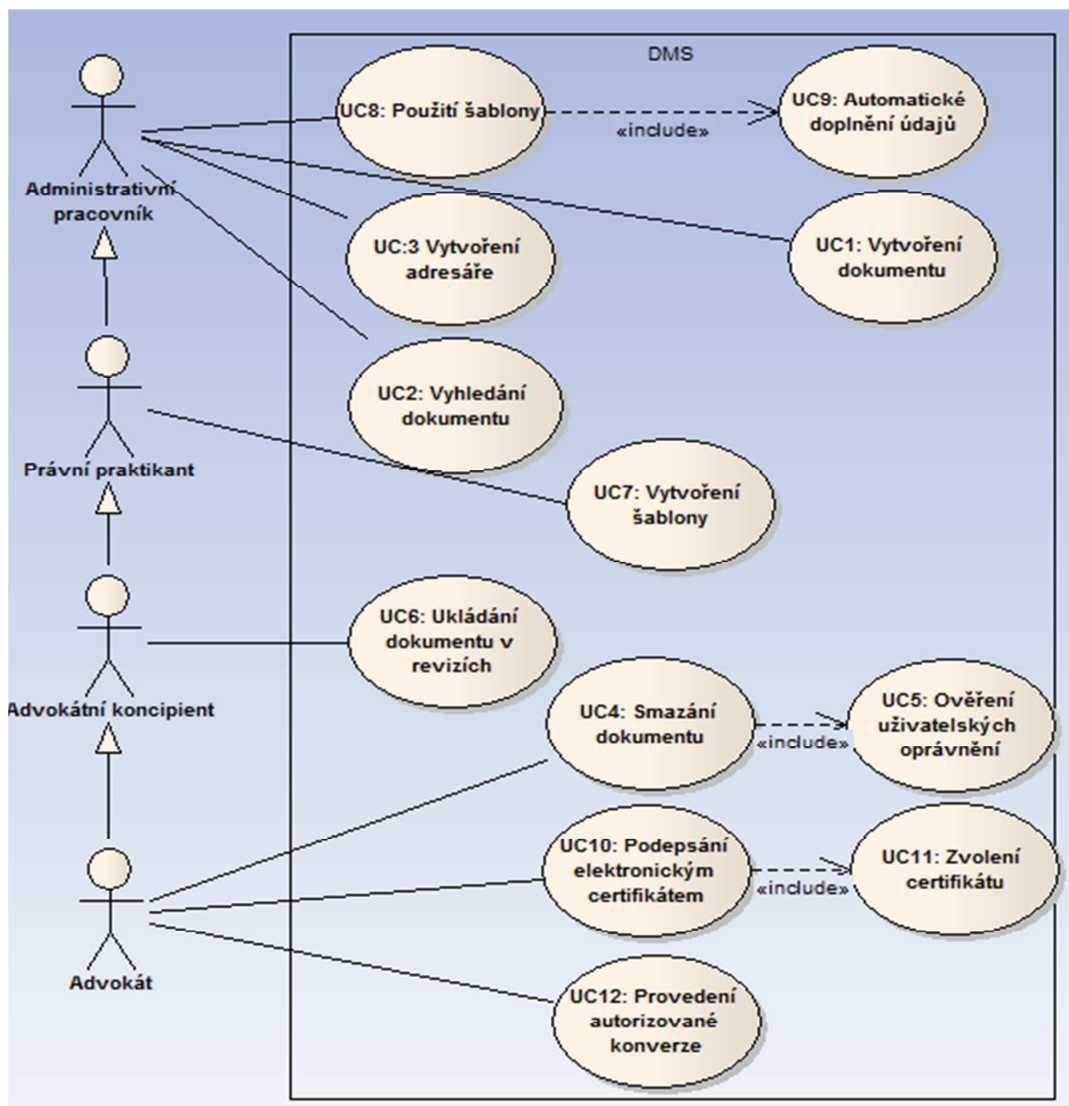 DMS
UC8: Použití šablony
«include»
UC9: Automatické
doplnění údajů
Administrativní
pracovník
UC:3 Vytvoření
adresáře
UC1: Vytvoření
dokumentu
UC2: Vyhledání
dokumentu
Právní praktikant
UC7: Vytvoření
šablony
UC6: Ukládání
dokumentu v
revizích
Advokátní koncipient
UC4: Smazání
dokumentu
«include»
UC5: Ověření
uživatelských
oprávnění
UC10: Podepsání
elektronickým
certifikátem
«include»
UC11: Zvolení
certifikátu
Advokát
UC12: Provedení
autorizované
konverze